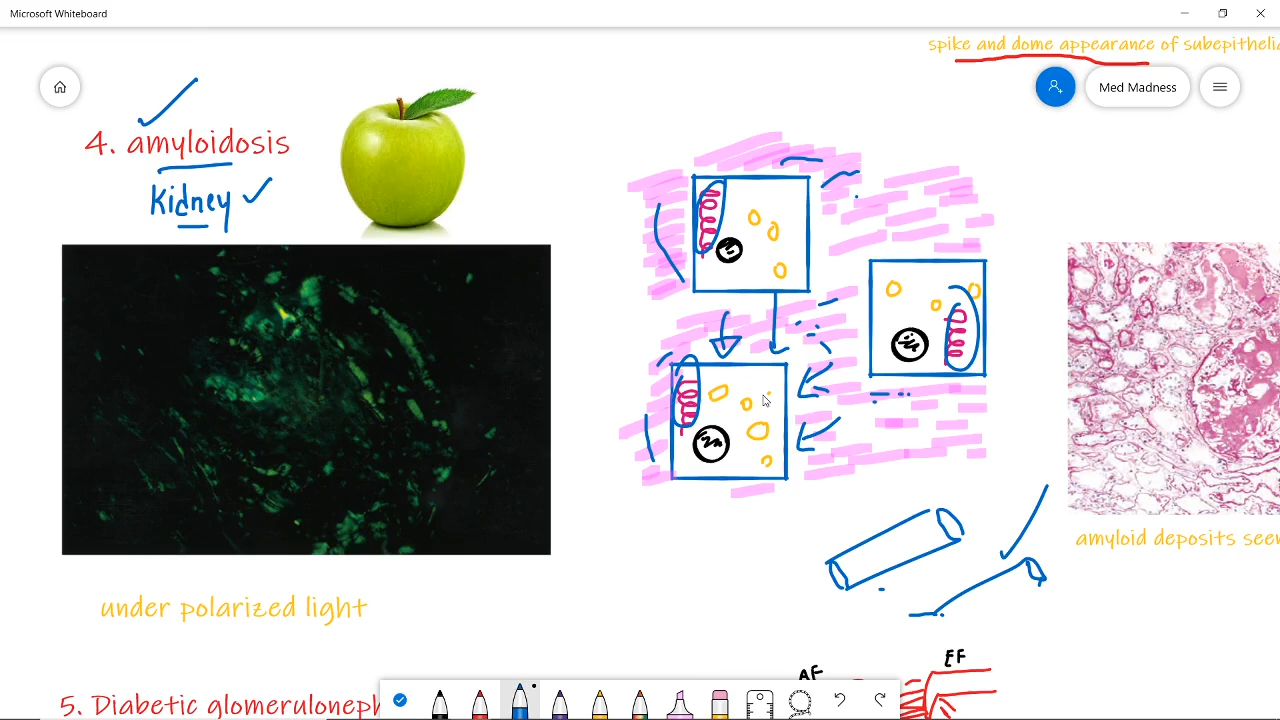 Microsoft Whiteboard
spike and dome appearance of subepithelia
Med Madness
4. amyloidosis
Kidney
under polarized light
amyloid deposits seen
AF
EF
5. Diabetic glomeruloneph